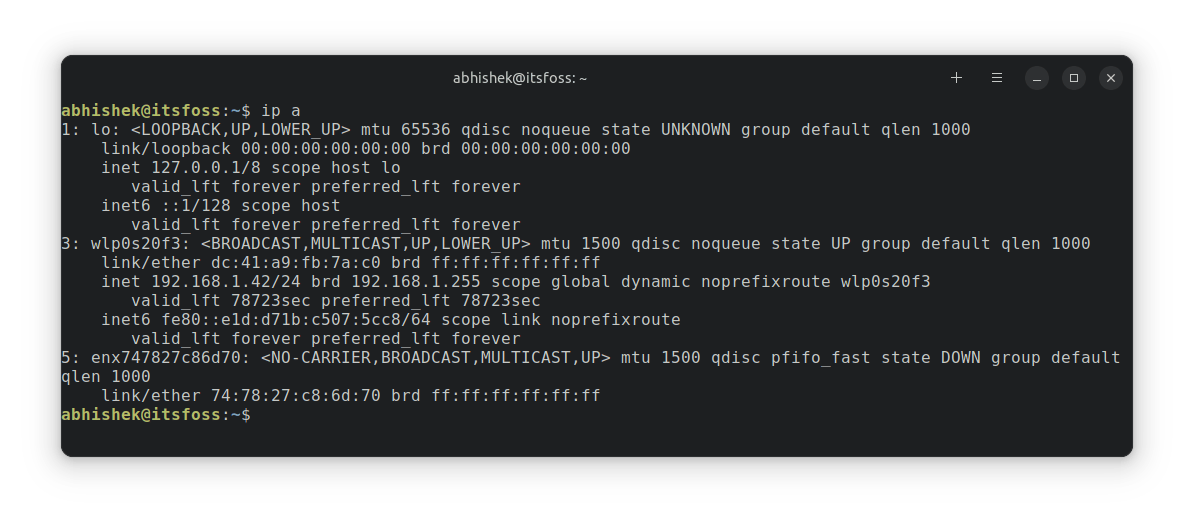 abhishek@itsfoss: ~
abhishek@itsfoss:~$ ip a
1: lo: <LOOPBACK,UP,LOWER_UP> mtu 65536 qdisc noqueue state UNKNOWN group default qlen 1000
    link/loopback 00:00:00:00:00:00 brd 00:00:00:00:00:00
    inet 127.0.0.1/8 scope host lo
       valid_lft forever preferred_lft forever
    inet6 ::1/128 scope host
       valid_lft forever preferred_lft forever
3: wlp0s20f3: <BROADCAST,MULTICAST,UP,LOWER_UP> mtu 1500 qdisc noqueue state UP group default qlen 1000
    link/ether dc:41:a9:fb:7a:c0 brd ff:ff:ff:ff:ff:ff
    inet 192.168.1.42/24 brd 192.168.1.255 scope global dynamic noprefixroute wlp0s20f3
       valid_lft 78723sec preferred_lft 78723sec
    inet6 fe80::e1d:d71b:c507:5cc8/64 scope link noprefixroute
       valid_lft forever preferred_lft forever
5: enx747827c86d70: <NO-CARRIER,BROADCAST,MULTICAST,UP> mtu 1500 qdisc pfifo_fast state DOWN group default
qlen 1000
    link/ether 74:78:27:c8:6d:70 brd ff:ff:ff:ff:ff:ff
abhishek@itsfoss:~$